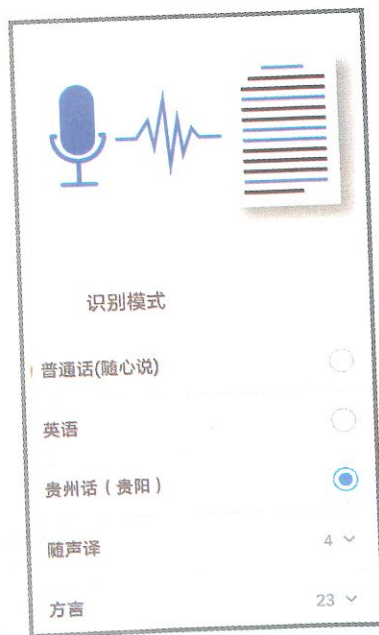 识别模式
普通话(随心说)
英语
贵州话（贵阳）
随声译 4
方言 23